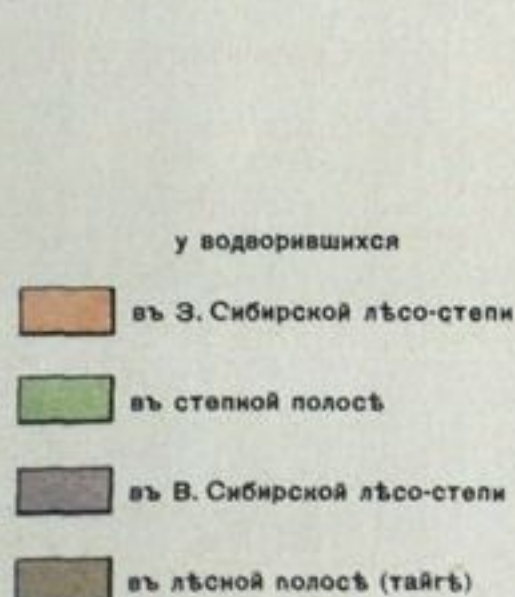 у водворившихся
въ З. Сибирской лѣсо-степи
въ степной полосѣ
въ В. Сибирской лѣсо-степи
въ лѣсной полосѣ (тайгѣ)